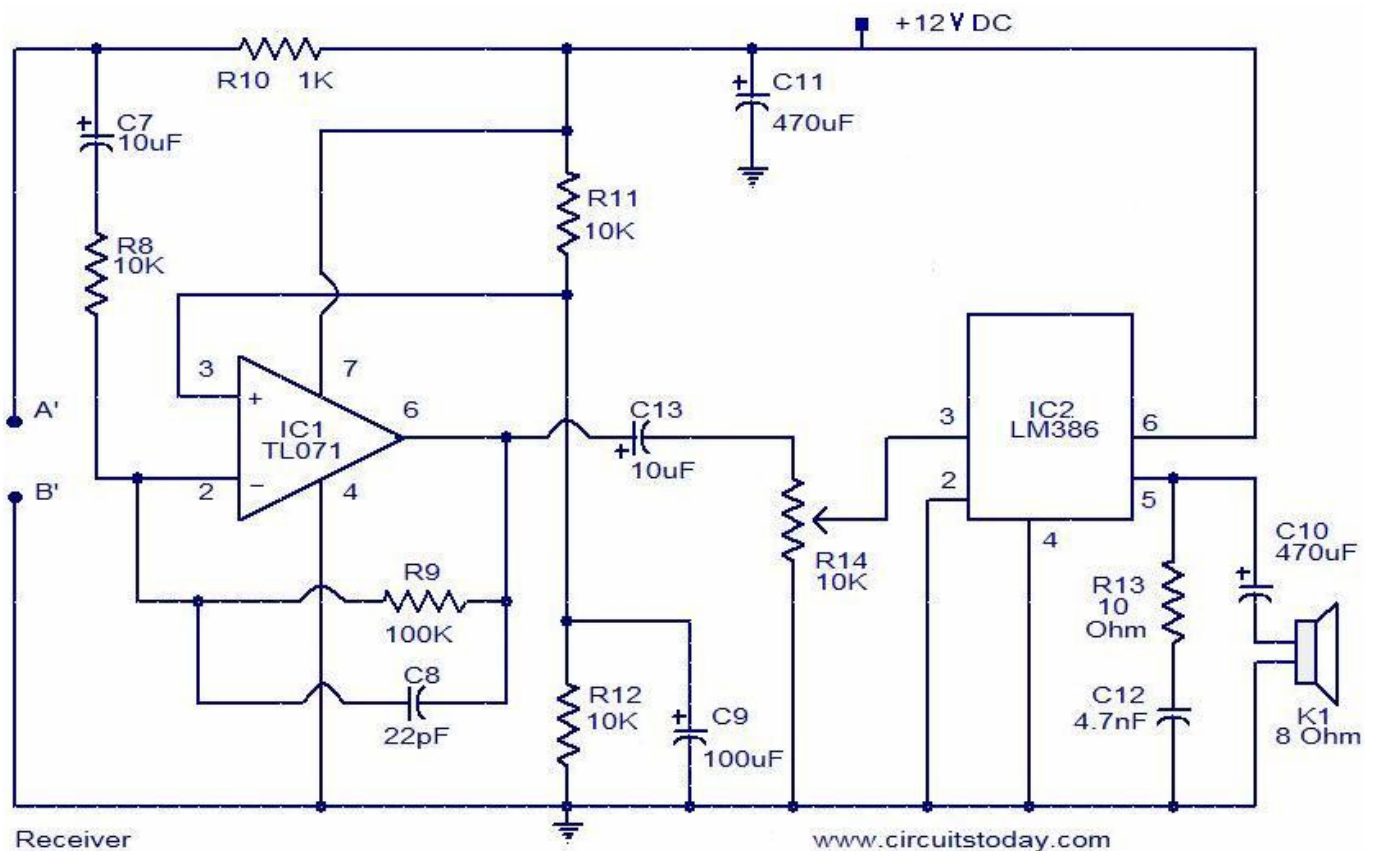 +12V DC
R10 1K
C11
470uF
C7
10uF
R11
10K
R8
10K
3
7
+
6
C13
IC2
LM386
3
6
A'
IC1
TL071
+
10uF
B'
2
−
4
2
5
4
R14
10K
C10
470uF
+
R9
100K
R13
10
Ohm
C8
22pF
R12
10K
+
C9
100uF
C12
4.7nF
K1
8 Ohm
+
+
Receiver
www.circuitstoday.com